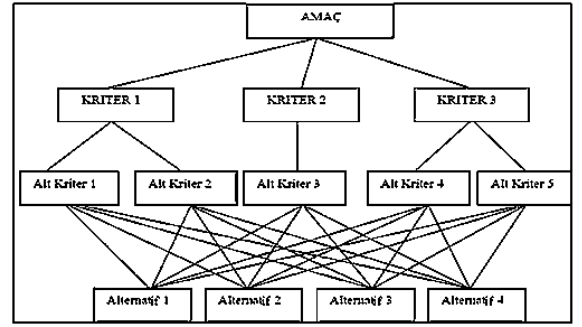 AMAÇ
KRITER 1
KRITER 2
KRITER 3
Alt Kriter 1
Alt Kriter 2
Alt Kriter 3
Alt Kriter 4
Alt Kriter 5
Alternatif 1
Alternatif 2
Alternatif 3
Alternatif 4